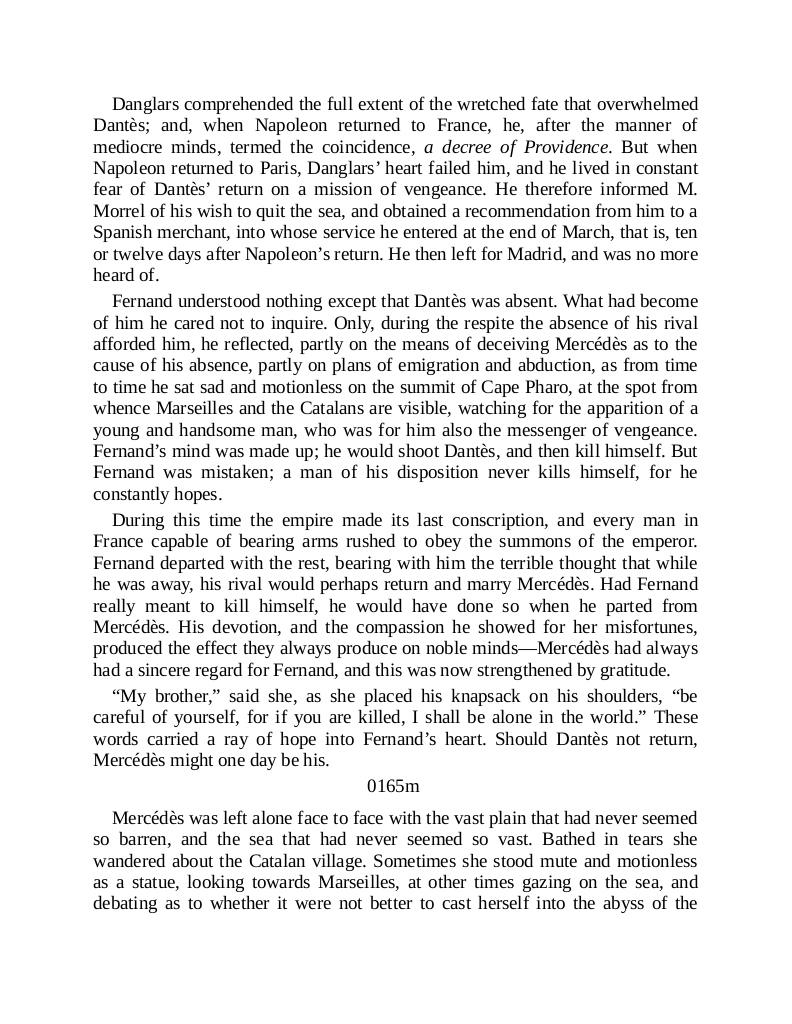 Danglars comprehended the full extent of the wretched fate that overwhelmed
Dantès; and, when Napoleon returned to France, he, after the manner of
mediocre minds, termed the coincidence, a decree of Providence. But when
Napoleon returned to Paris, Danglars’ heart failed him, and he lived in constant
fear of Dantès’ return on a mission of vengeance. He therefore informed M.
Morrel of his wish to quit the sea, and obtained a recommendation from him to a
Spanish merchant, into whose service he entered at the end of March, that is, ten
or twelve days after Napoleon’s return. He then left for Madrid, and was no more
heard of.
Fernand understood nothing except that Dantès was absent. What had become
of him he cared not to inquire. Only, during the respite the absence of his rival
afforded him, he reflected, partly on the means of deceiving Mercédès as to the
cause of his absence, partly on plans of emigration and abduction, as from time
to time he sat sad and motionless on the summit of Cape Pharo, at the spot from
whence Marseilles and the Catalans are visible, watching for the apparition of a
young and handsome man, who was for him also the messenger of vengeance.
Fernand’s mind was made up; he would shoot Dantès, and then kill himself. But
Fernand was mistaken; a man of his disposition never kills himself, for he
constantly hopes.
During this time the empire made its last conscription, and every man in
France capable of bearing arms rushed to obey the summons of the emperor.
Fernand departed with the rest, bearing with him the terrible thought that while
he was away, his rival would perhaps return and marry Mercédès. Had Fernand
really meant to kill himself, he would have done so when he parted from
Mercédès. His devotion, and the compassion he showed for her misfortunes,
produced the effect they always produce on noble minds—Mercédès had always
had a sincere regard for Fernand, and this was now strengthened by gratitude.
“My brother,” said she, as she placed his knapsack on his shoulders, “be
careful of yourself, for if you are killed, I shall be alone in the world.” These
words carried a ray of hope into Fernand’s heart. Should Dantès not return,
Mercédès might one day be his.
0165m
Mercédès was left alone face to face with the vast plain that had never seemed
so barren, and the sea that had never seemed so vast. Bathed in tears she
wandered about the Catalan village. Sometimes she stood mute and motionless
as a statue, looking towards Marseilles, at other times gazing on the sea, and
debating as to whether it were not better to cast herself into the abyss of the